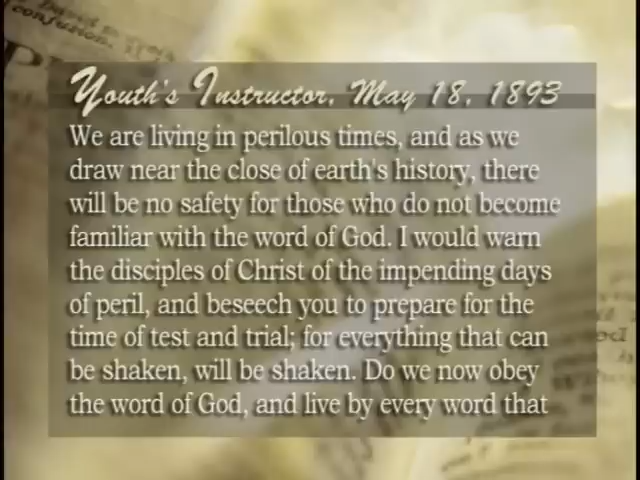 confusion.
Youth's Instructor, May 18, 1893
We are living in perilous times, and as we
draw near the close of earth's history, there
will be no safety for those who do not become
familiar with the word of God. I would warn
the disciples of Christ of the impending days
of peril, and beseech you to prepare for the
time of test and trial; for everything that can
be shaken, will be shaken. Do we now obey
the word of God, and live by every word that